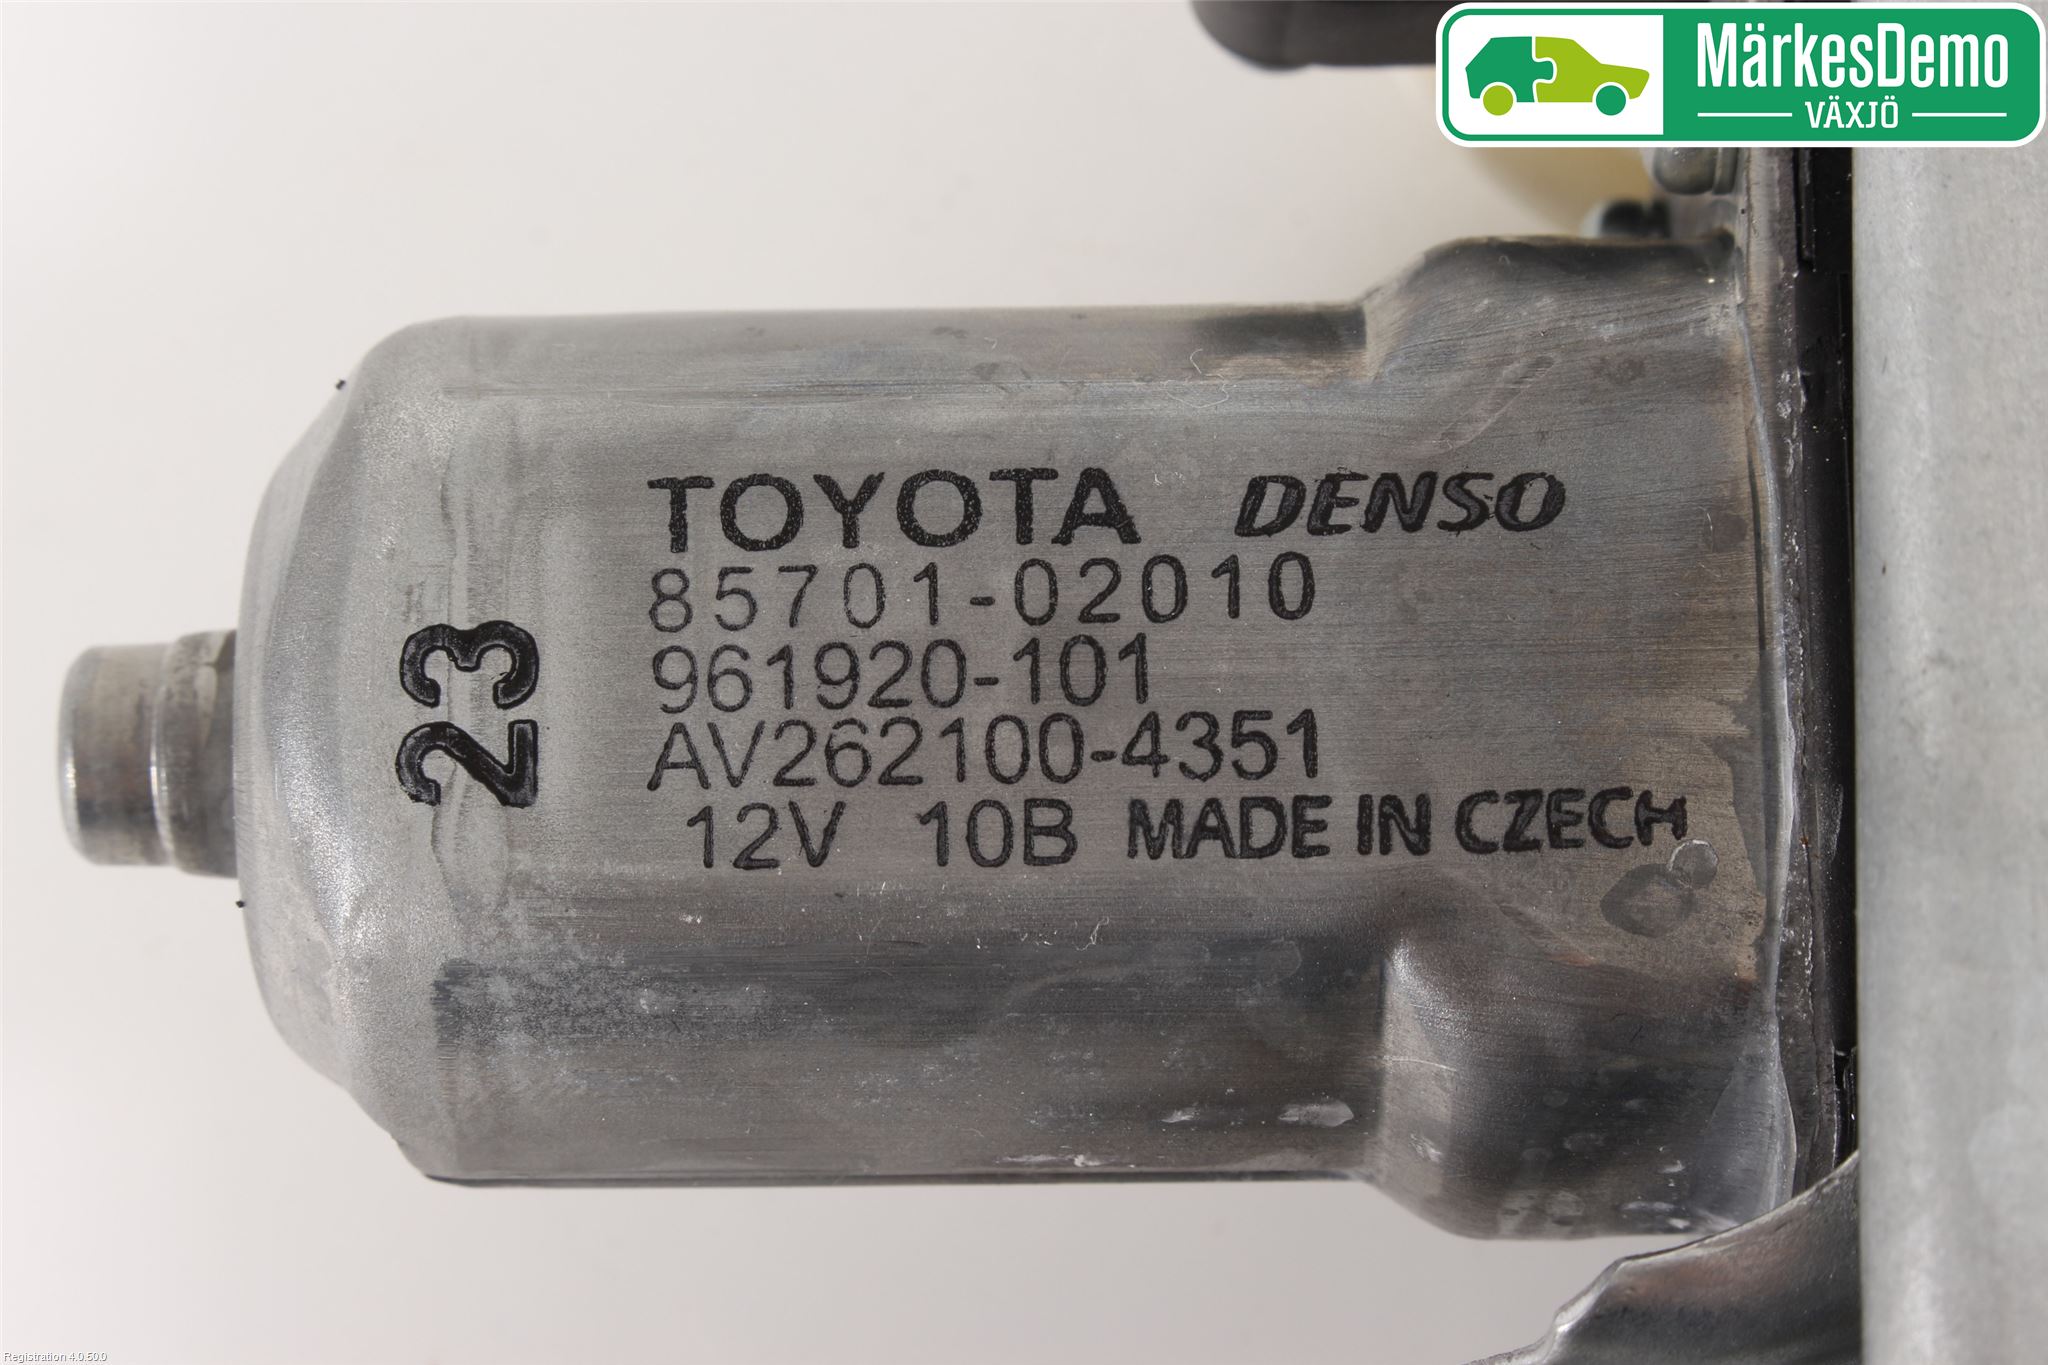 MärkesDemo
VÄXJÖ
TOYOTA DENSO
85701-02010
961920-101
AV262100-4351
12V 10B MADE IN CZECH
23
Registration 4.0.50.0